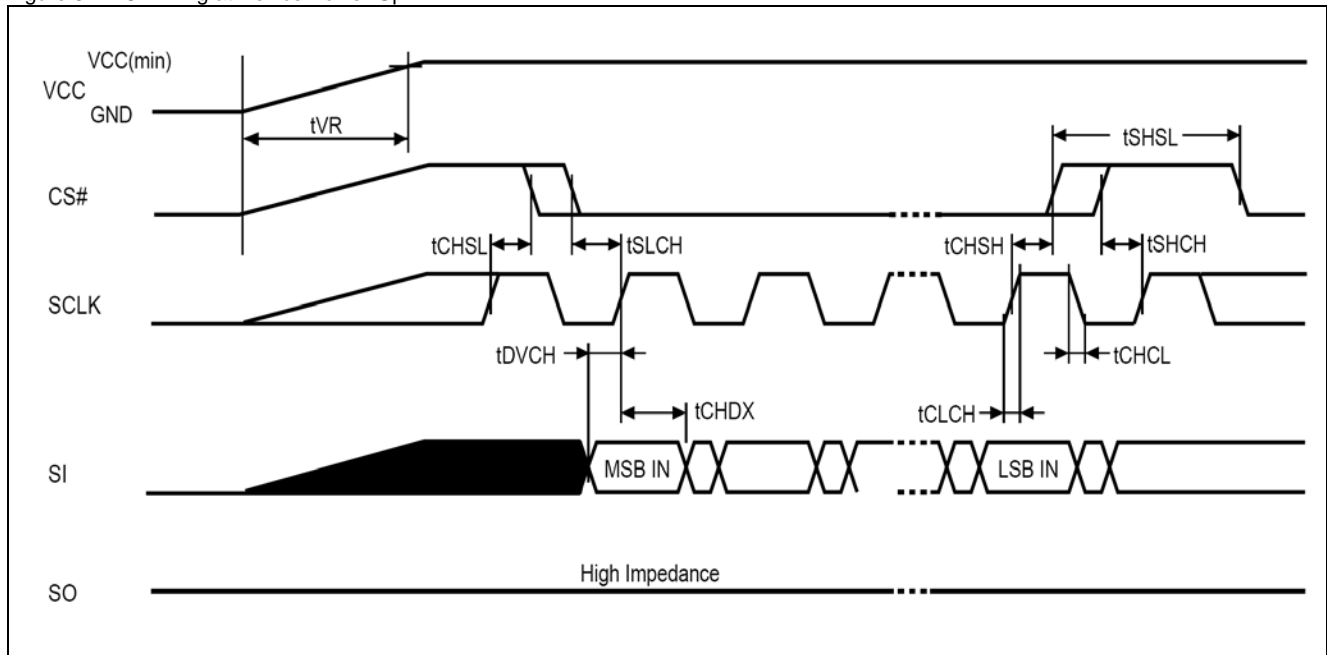 VCC(min)
VCC
GND
tVR
tSHSL
CS#
tCHSL
tSLCH
tCHSH
tSHCH
SCLK
tDVCH
tCHCL
tCHDX
tCLCH
SI
MSB IN
LSB IN
High Impedance
SO